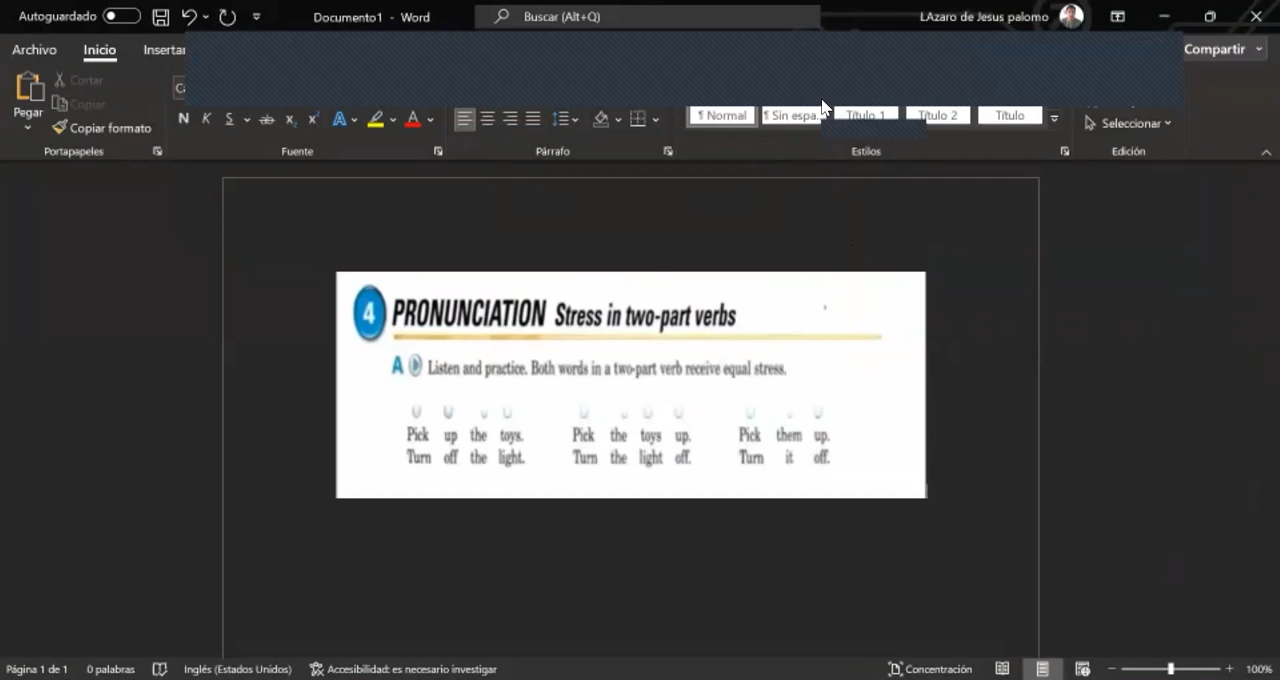 Autoguardado
Documento1 - Word
Buscar (Alt+Q)
LAzaro de Jesus palomo
Archivo
Inicio
Insertar
Compartir
Pegar
Cortar
Copiar
Copiar formato
N K S ab x₂ x² A A
¶ Normal
¶ Sin espa...
Título 1
Título 2
Título
Seleccionar
Portapapeles
Fuente
Párrafo
Estilos
Edición
4 PRONUNCIATION Stress in two-part verbs
A Listen and practice. Both words in a two-part verb receive equal stress.
Pick up the toys. Pick the toys up. Pick them up.
Turn off the light. Turn the light off. Turn it off.
Página 1 de 1
0 palabras
Inglés (Estados Unidos)
Accesibilidad: es necesario investigar
Concentración
100%